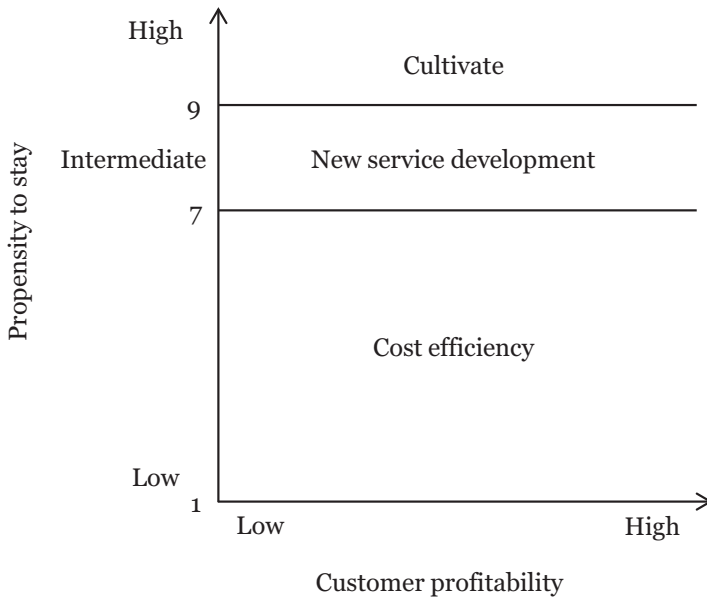 High
Cultivate
9
Propensity to stay
Intermediate
New service development
7
Cost efficiency
Low
1
Low
High
Customer profitability